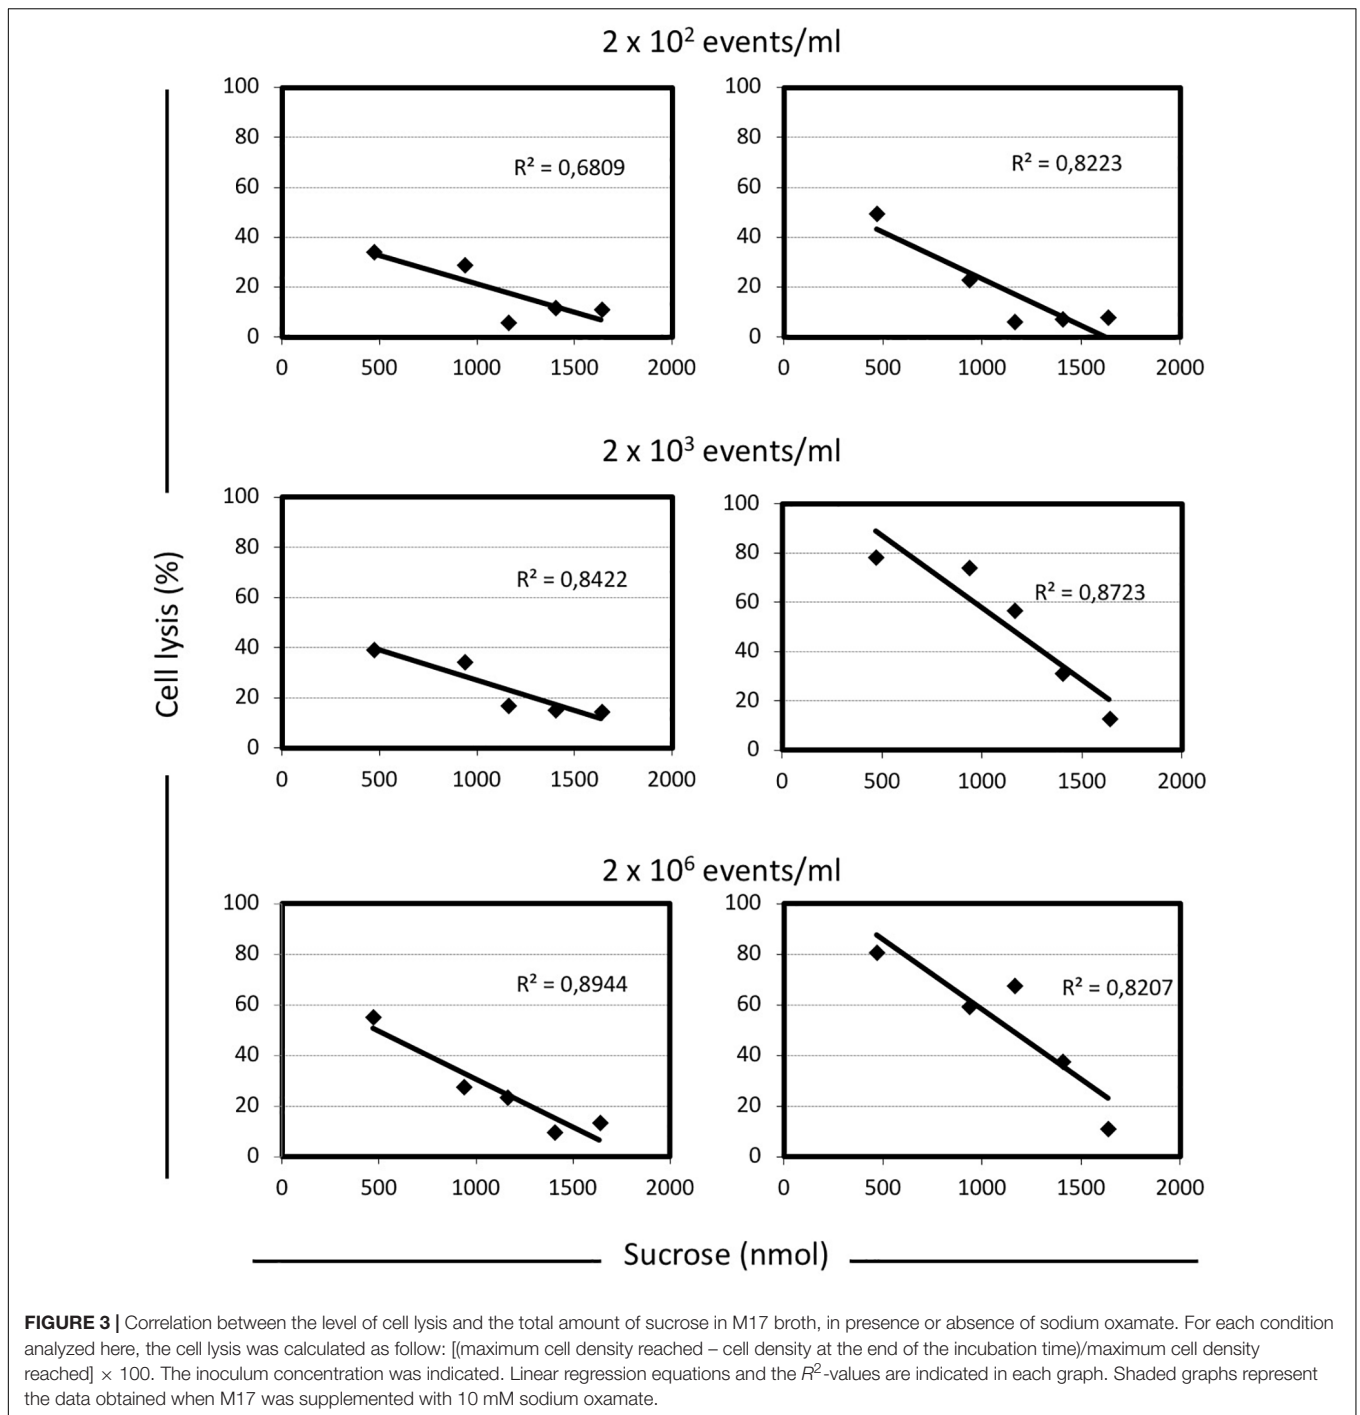 2 x 10² events/ml
100
80
60
40
20
0
R² = 0,6809
0 500 1000 1500 2000
100
80
60
40
20
0
R² = 0,8223
0 500 1000 1500 2000
2 x 10³ events/ml
100
80
60
40
20
0
R² = 0,8422
0 500 1000 1500 2000
100
80
60
40
20
0
R² = 0,8723
0 500 1000 1500 2000
Cell lysis (%)
2 x 10⁶ events/ml
100
80
60
40
20
0
R² = 0,8944
0 500 1000 1500 2000
100
80
60
40
20
0
R² = 0,8207
0 500 1000 1500 2000
Sucrose (nmol)
FIGURE 3 | Correlation between the level of cell lysis and the total amount of sucrose in M17 broth, in presence or absence of sodium oxamate. For each condition
analyzed here, the cell lysis was calculated as follow: [(maximum cell density reached – cell density at the end of the incubation time)/maximum cell density
reached] × 100. The inoculum concentration was indicated. Linear regression equations and the R²-values are indicated in each graph. Shaded graphs represent
the data obtained when M17 was supplemented with 10 mM sodium oxamate.